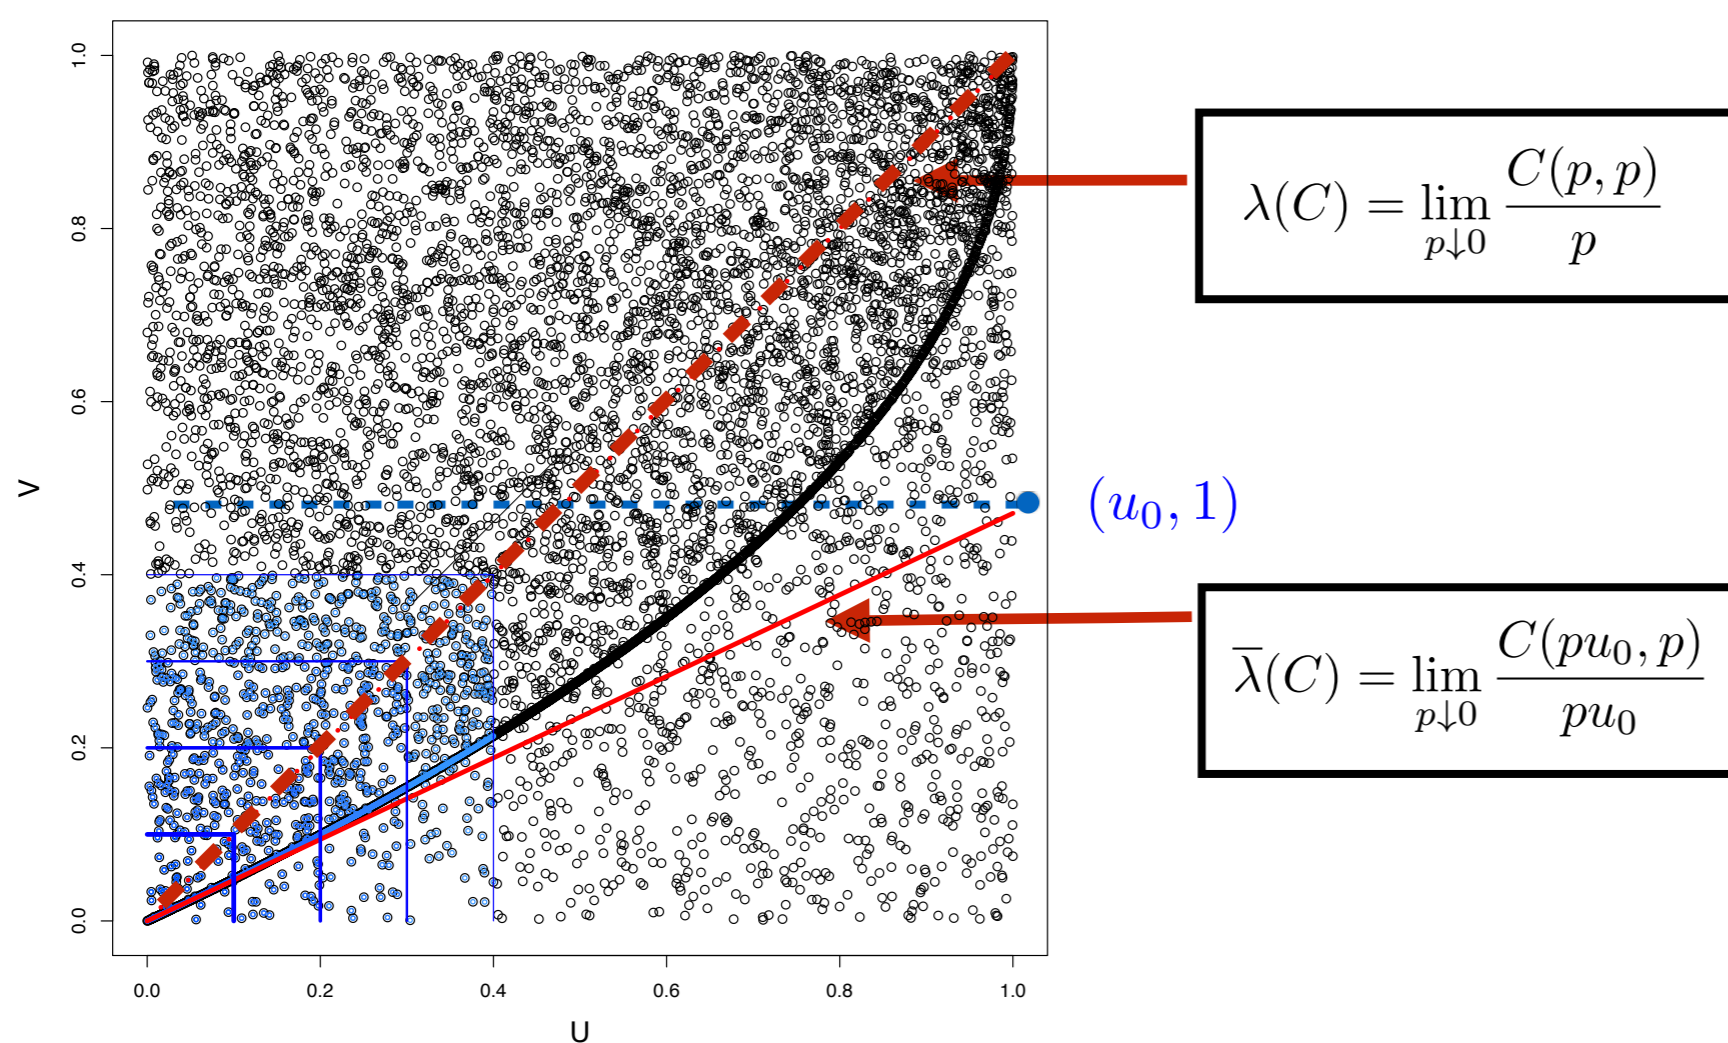 1.0
0.8
0.6
0.4
0.2
0.0
V
0.0 0.2 0.4 0.6 0.8 1.0
U
λ(C) = lim_{p↓0} C(p, p) / p
(u₀, 1)
λ̅(C) = lim_{p↓0} C(pu₀, p) / pu₀